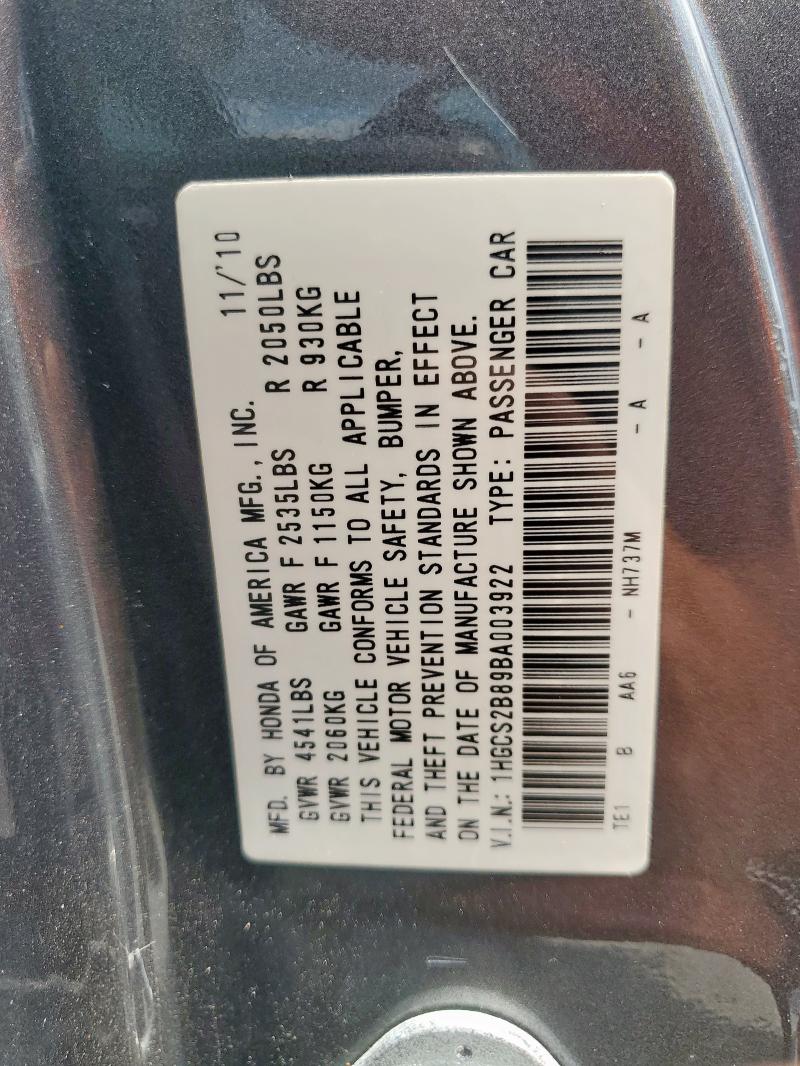 MFD. BY HONDA OF AMERICA MFG., INC. 11/'10
GVWR 4541LBS GAWR F 2535LBS R 2050LBS
GVWR 2060KG GAWR F 1150KG R 930KG
THIS VEHICLE CONFORMS TO ALL APPLICABLE
FEDERAL MOTOR VEHICLE SAFETY, BUMPER,
AND THEFT PREVENTION STANDARDS IN EFFECT
ON THE DATE OF MANUFACTURE SHOWN ABOVE.
V.I.N.: 1HGCS2B89BA003922 TYPE: PASSENGER CAR
TE1 B AA6 - NH737M - A - A